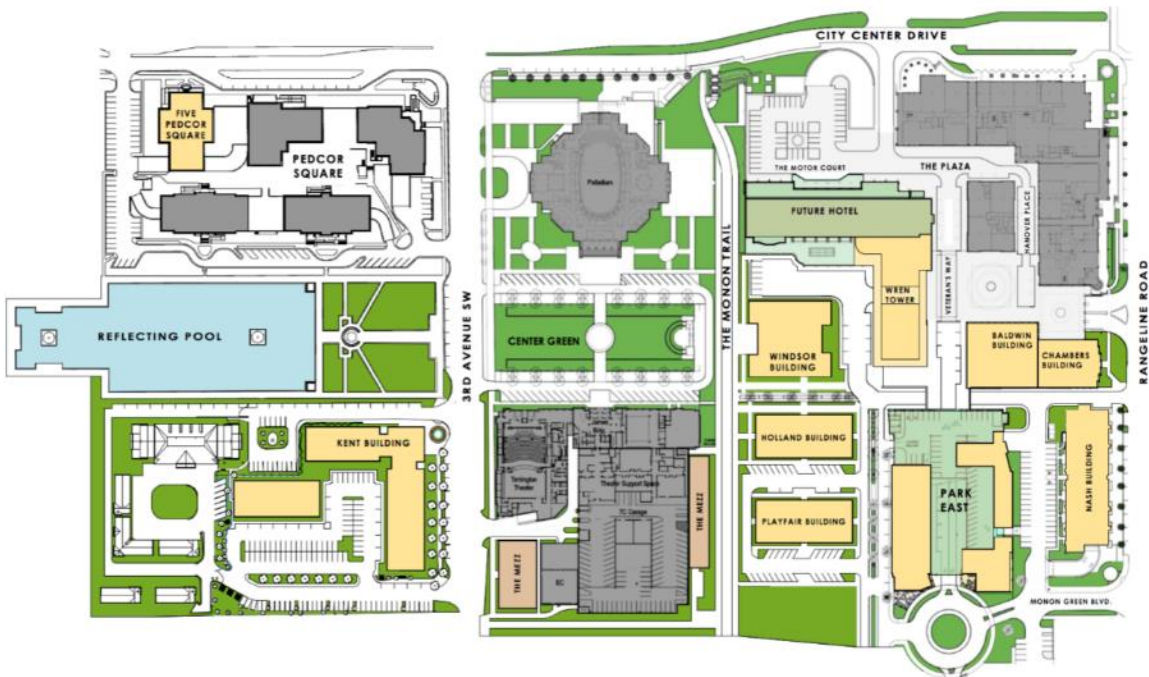 CITY CENTER DRIVE
FIVE
PEDCOR
SQUARE
PEDCOR
SQUARE
Palladium
THE MOTOR COURT
THE PLAZA
FUTURE HOTEL
HANOVER PLACE
VETERAN'S WAY
WREN
TOWER
THE MONON TRAIL
RANGELINE ROAD
REFLECTING POOL
3RD AVENUE SW
CENTER GREEN
WINDSOR
BUILDING
BALDWIN
BUILDING
CHAMBERS
BUILDING
KENT BUILDING
Theater
Theater Support Space
TC Garage
THE MEZZ
THE MEZZ
HOLLAND BUILDING
PLAYFAIR BUILDING
PARK
EAST
NASH BUILDING
MONON GREEN BLVD.